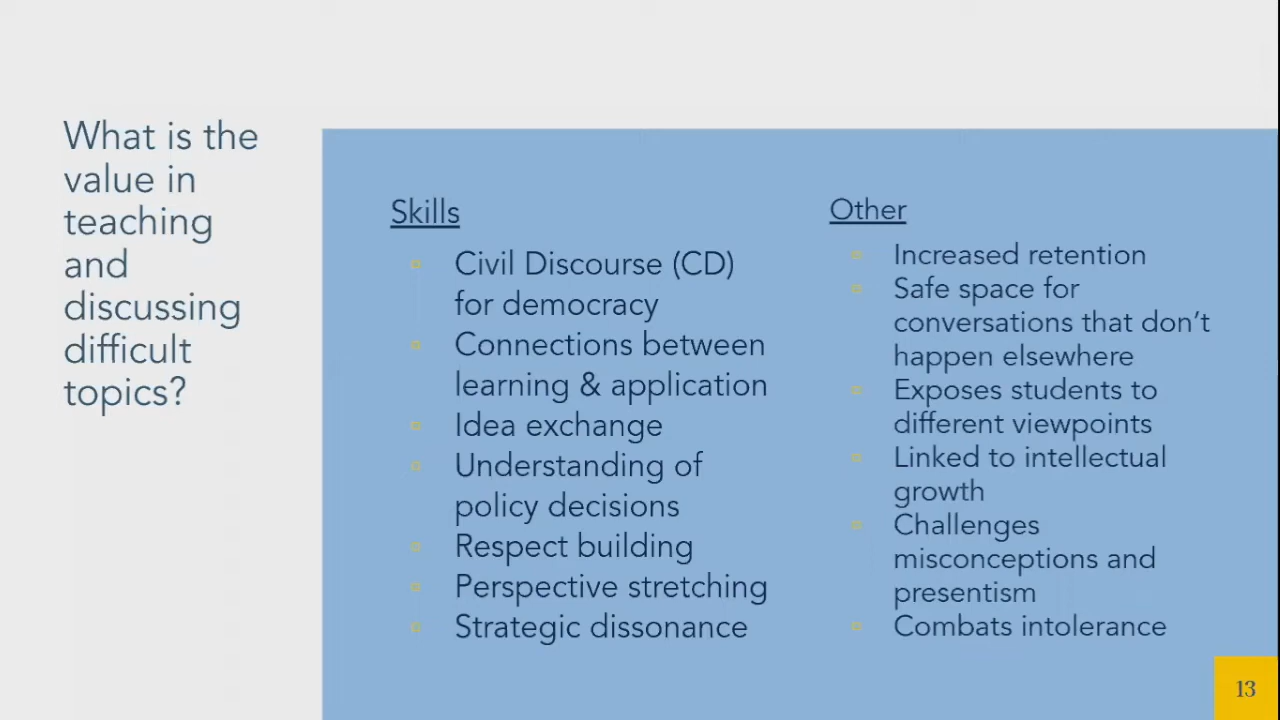 What is the
value in
teaching
and
discussing
difficult
topics?
Skills
Civil Discourse (CD)
for democracy
Connections between
learning & application
Idea exchange
Understanding of
policy decisions
Respect building
Perspective stretching
Strategic dissonance
Other
Increased retention
Safe space for
conversations that don’t
happen elsewhere
Exposes students to
different viewpoints
Linked to intellectual
growth
Challenges
misconceptions and
presentism
Combats intolerance
13